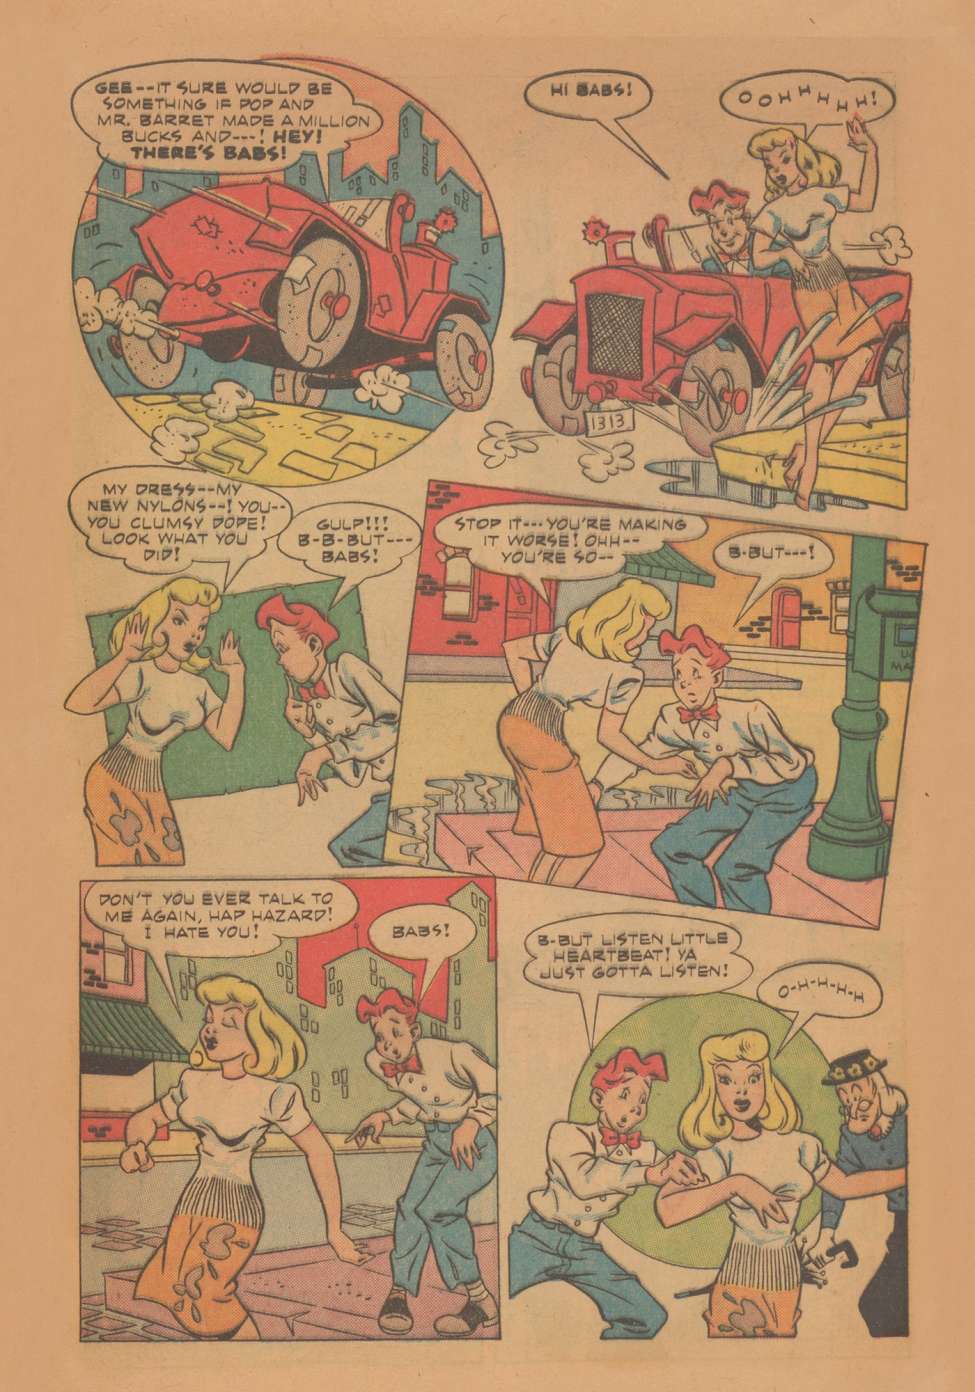 GEE--IT SURE WOULD BE
SOMETHING IF POP AND
MR. BARRET MADE A MILLION
BUCKS AND---! HEY!
THERE'S BABS!
HI BABS!
OOHHHHH!
1313
MY DRESS--MY
NEW NYLONS--! YOU--
YOU CLUMSY DOPE!
LOOK WHAT YOU
DID!
GULP!!!
B-B-BUT---
BABS!
STOP IT---YOU'RE MAKING
IT WORSE! OHH--
YOU'RE SO--
B-BUT---!
U
MA
DON'T YOU EVER TALK TO
ME AGAIN, HAP HAZARD!
I HATE YOU!
BABS!
B-BUT LISTEN LITTLE
HEARTBEAT! YA
JUST GOTTA LISTEN!
O-H-H-H-H